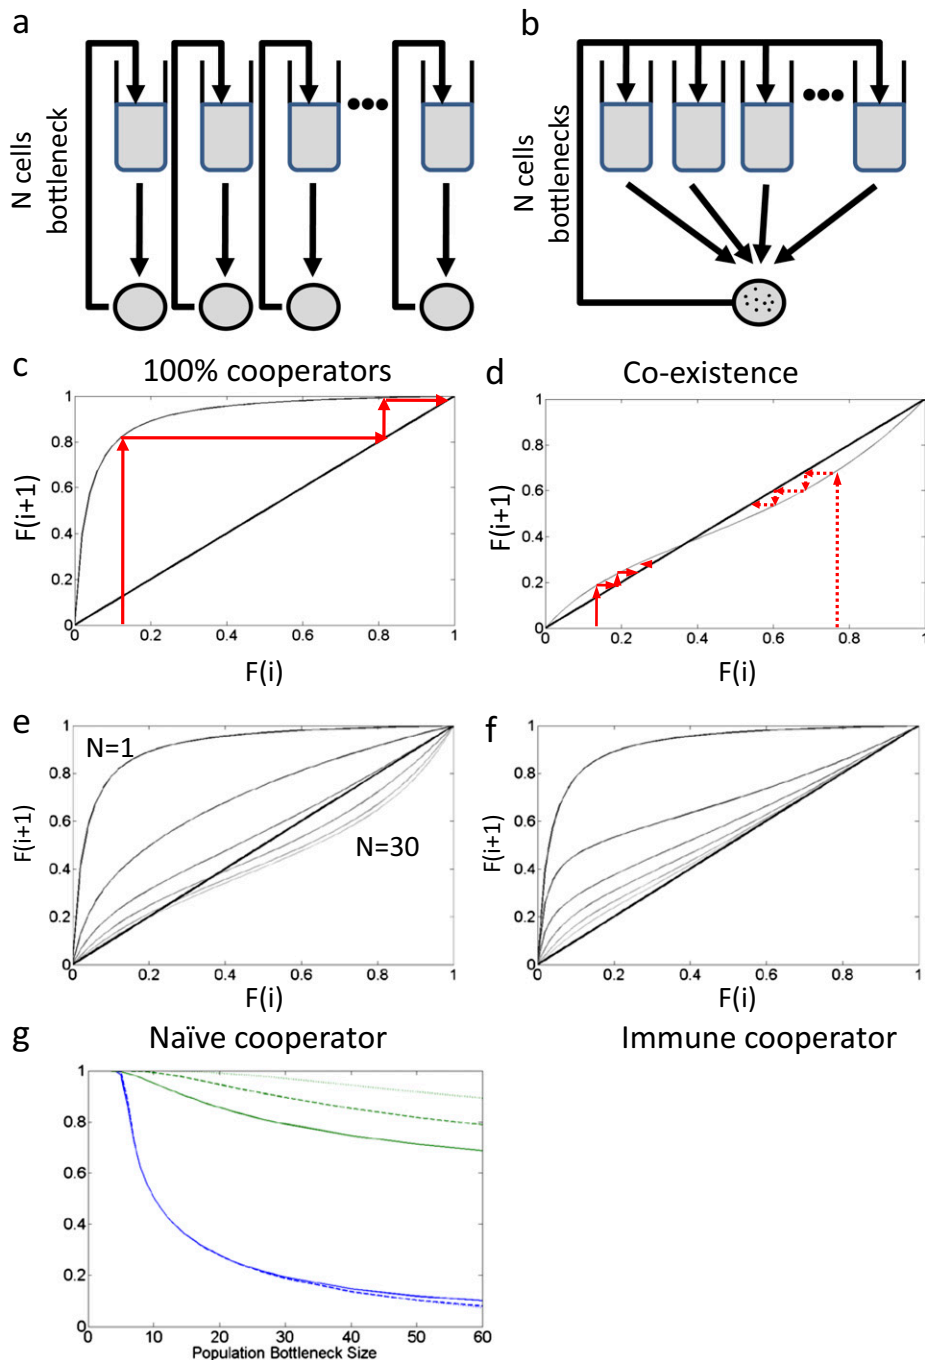 a
b
N cells
bottleneck
N cells
bottlenecks
c
100% cooperators
d
Co-existence
1
0.8
0.6
0.4
0.2
0
F(i+1)
0.2
0.4
0.6
0.8
1
F(i)
1
0.8
0.6
0.4
0.2
0
F(i+1)
0.2
0.4
0.6
0.8
1
F(i)
e
f
1
0.8
0.6
0.4
0.2
0
F(i+1)
N=1
N=30
0.2
0.4
0.6
0.8
1
F(i)
1
0.8
0.6
0.4
0.2
0
F(i+1)
0.2
0.4
0.6
0.8
1
F(i)
g
Naïve cooperator
Immune cooperator
1
0.8
0.6
0.4
0.2
0
0
10
20
30
40
50
60
Population Bottleneck Size